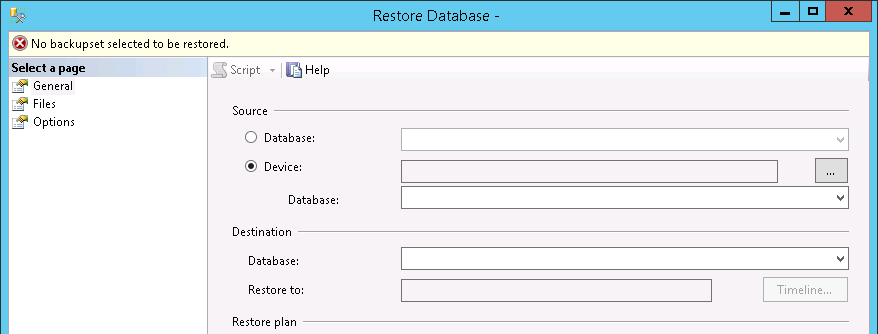 Restore Database -
No backupset selected to be restored.
Select a page
General
Files
Options
Script
Help
Source
Database:
Device:
...
Database:
Destination
Database:
Restore to:
Timeline...
Restore plan